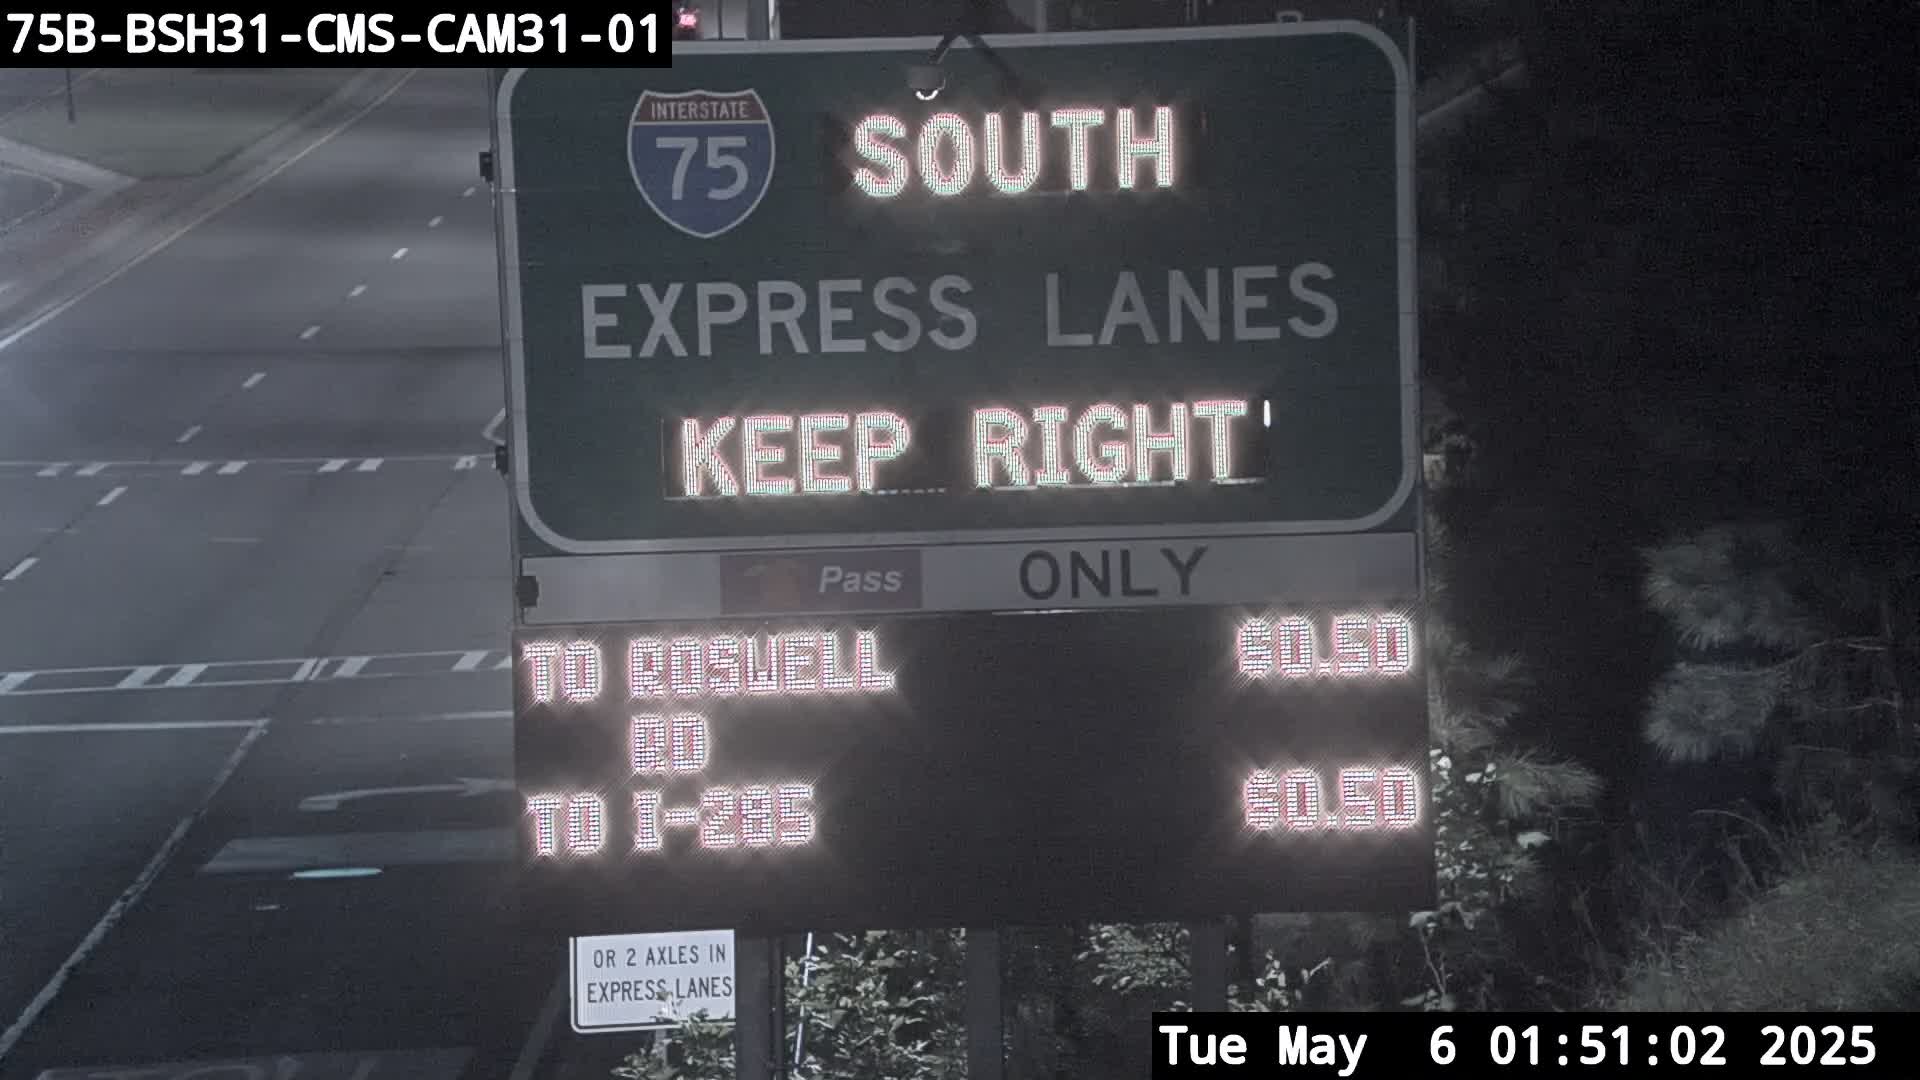 75B-BSH31-CMS-CAM31-01
INTERSTATE
75
SOUTH
EXPRESS LANES
KEEP RIGHT
Pass ONLY
TO ROSWELL $0.50
RD
TO I-285 $0.50
OR 2 AXLES IN
EXPRESS LANES
Tue May 6 01:51:02 2025